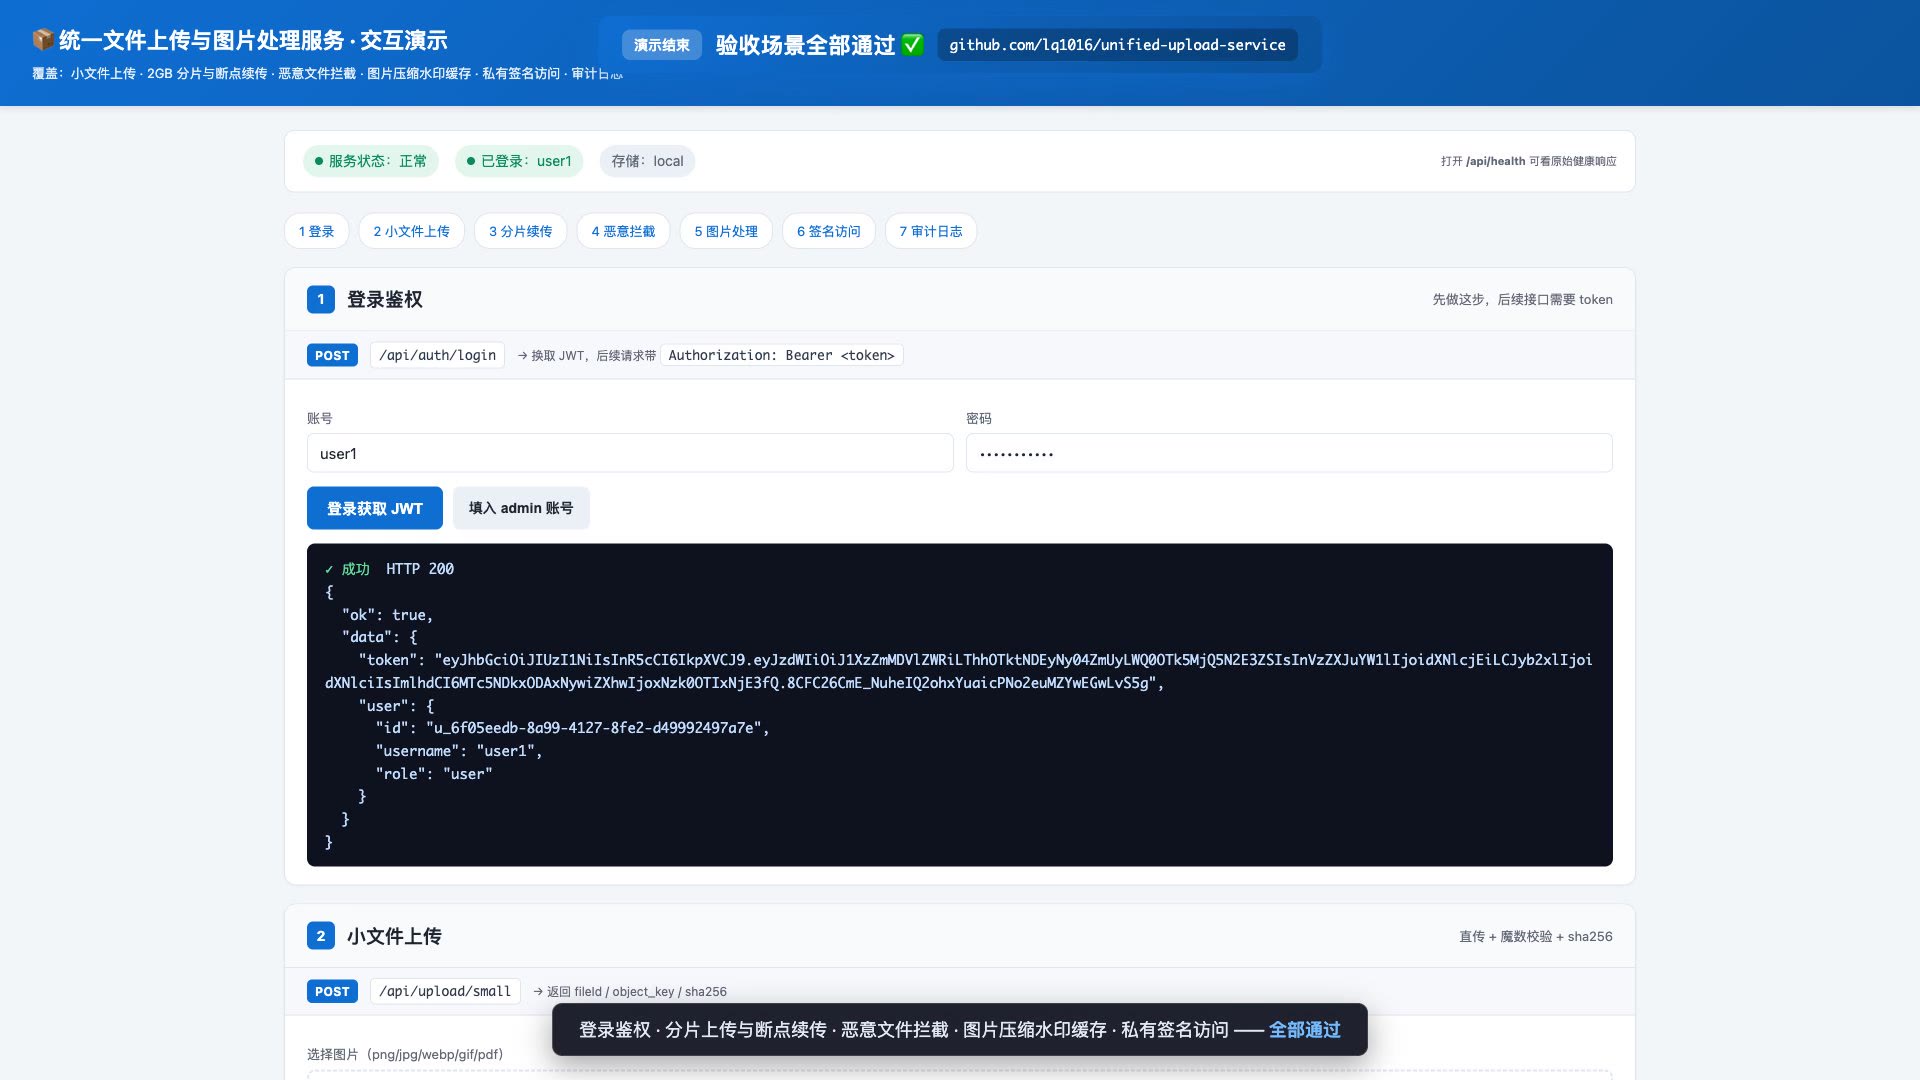 📦统一文件上传与图片处理服务 · 交互演示
演示结束 验收场景全部通过 ✅ github.com/lq1016/unified-upload-service
覆盖：小文件上传 · 2GB 分片与断点续传 · 恶意文件拦截 · 图片压缩水印缓存 · 私有签名访问 · 审计日志
服务状态：正常 已登录：user1 存储：local 打开 /api/health 可看原始健康响应
1 登录 2 小文件上传 3 分片续传 4 恶意拦截 5 图片处理 6 签名访问 7 审计日志
1 登录鉴权 先做这步，后续接口需要 token
POST /api/auth/login → 换取 JWT，后续请求带 Authorization: Bearer <token>
账号 密码
user1 ···········
登录获取 JWT 填入 admin 账号
✓ 成功 HTTP 200
{
"ok": true,
"data": {
"token": "eyJhbGciOiJIUzI1NiIsInR5cCI6IkpXVCJ9.eyJzdWIiOiJ1XzZmMDVlZWRiLThhOTktNDEyNy04ZmUyLWQ0OTk5MjQ5N2E3ZSIsInVzZXJuYW1lIjoidXNlcjEiLCJyb2xlIjoi
dXNlciIsImlhdCI6MTc5NDkxODAxNywiZXhwIjoxNzk0OTIxNjE3fQ.8CFC26CmE_NuheIQ2ohxYuaicPNo2euMZYwEGwLvS5g",
"user": {
"id": "u_6f05eedb-8a99-4127-8fe2-d49992497a7e",
"username": "user1",
"role": "user"
}
}
}
2 小文件上传 直传 + 魔数校验 + sha256
POST /api/upload/small → 返回 fileId / object_key / sha256
登录鉴权 · 分片上传与断点续传 · 恶意文件拦截 · 图片压缩水印缓存 · 私有签名访问 —— 全部通过
选择图片（png/jpg/webp/gif/pdf）